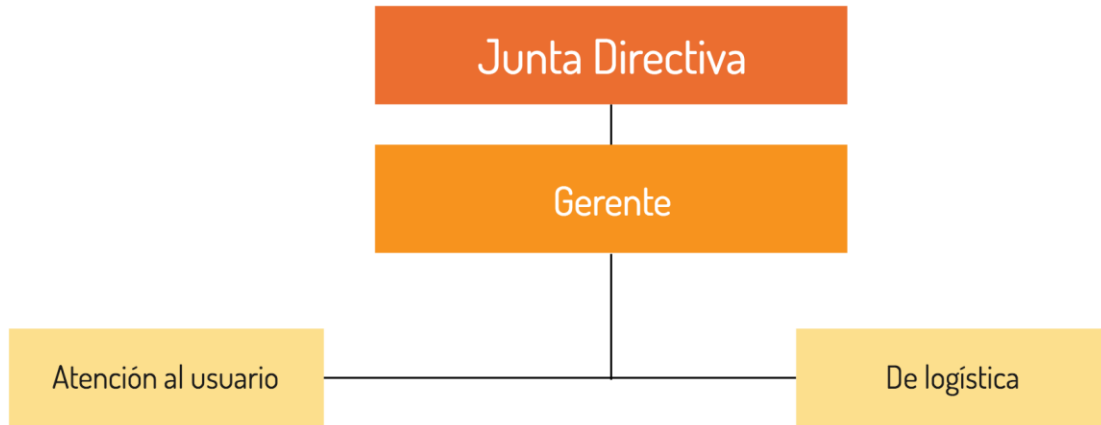 Junta Directiva
Gerente
Atención al usuario
De logística